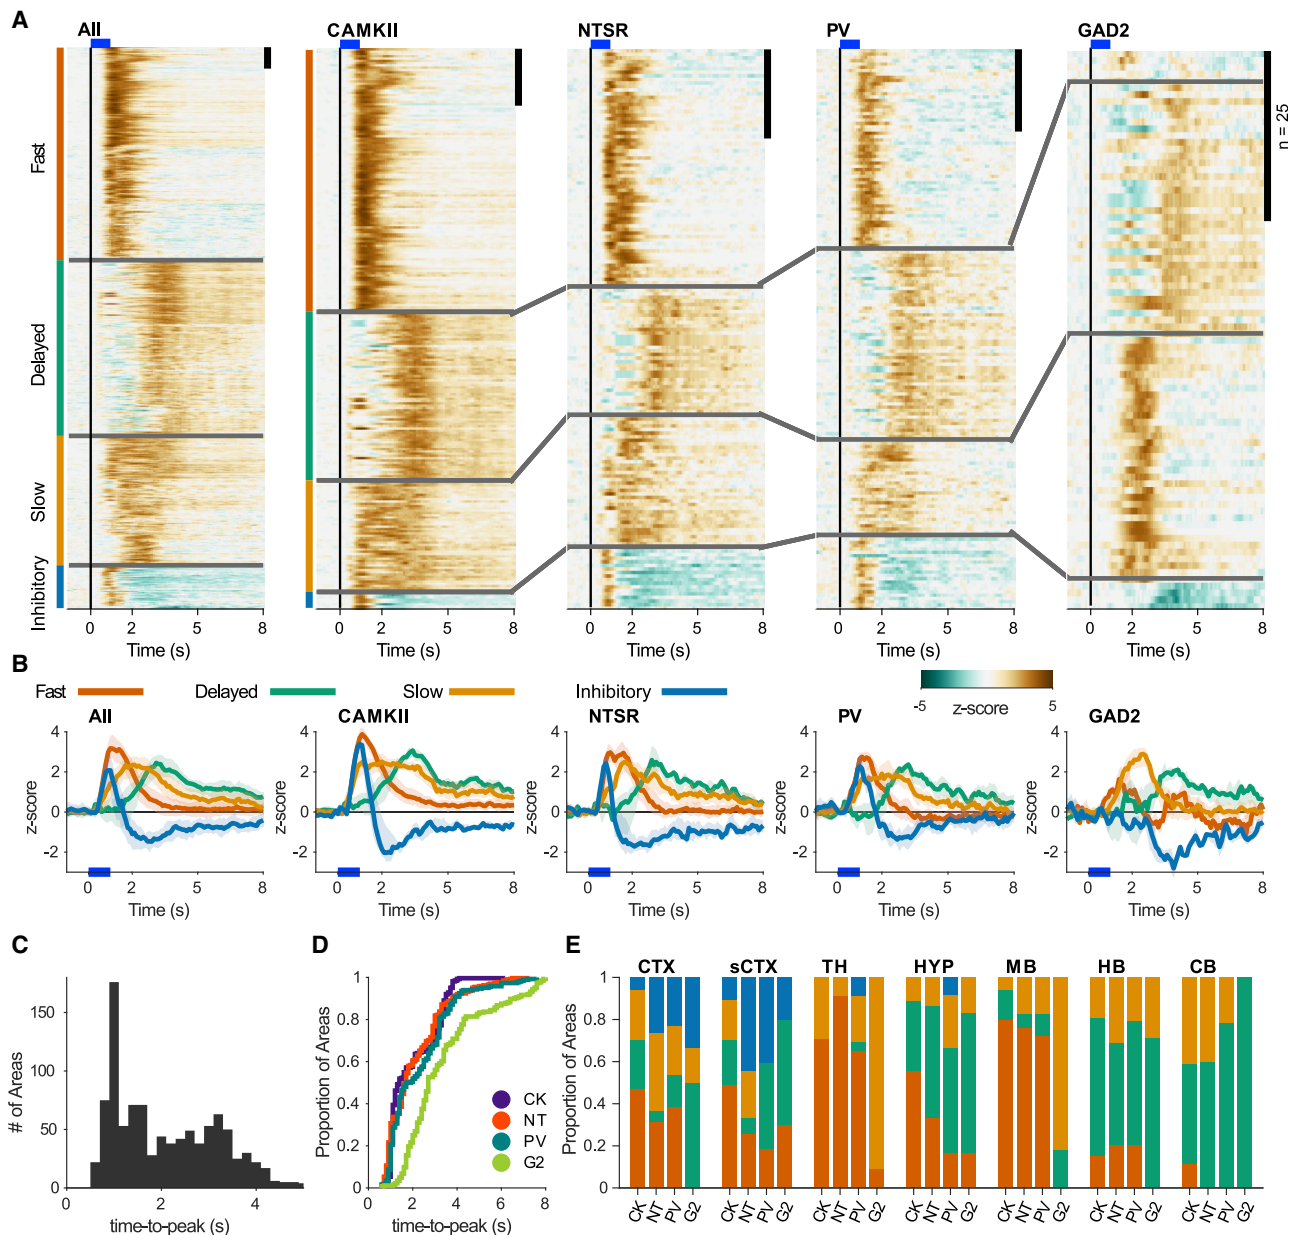 A
All
CAMKII
NTSR
PV
GAD2
Fast
Delayed
Slow
Inhibitory
n = 25
0 2 5 8
0 2 5 8
0 2 5 8
0 2 5 8
0 2 5 8
Time (s)
Time (s)
Time (s)
Time (s)
Time (s)
B
Fast
Delayed
Slow
Inhibitory
-5
z-score
5
All
CAMKII
NTSR
PV
GAD2
z-score
4
2
0
-2
z-score
4
2
0
-2
z-score
4
2
0
-2
z-score
4
2
0
-2
z-score
4
2
0
-2
0 2 5 8
0 2 5 8
0 2 5 8
0 2 5 8
0 2 5 8
Time (s)
Time (s)
Time (s)
Time (s)
Time (s)
C
# of Areas
150
100
50
0
0 2 4
time-to-peak (s)
D
Proportion of Areas
1
0.8
0.6
0.4
0.2
0
CK
NT
PV
G2
0 2 4 6 8
time-to-peak (s)
E
Proportion of Areas
1
0.8
0.6
0.4
0.2
0
CTX
sCTX
TH
HYP
MB
HB
CB
CK NT PV G2
CK NT PV G2
CK NT PV G2
CK NT PV G2
CK NT PV G2
CK NT PV G2
CK NT PV G2